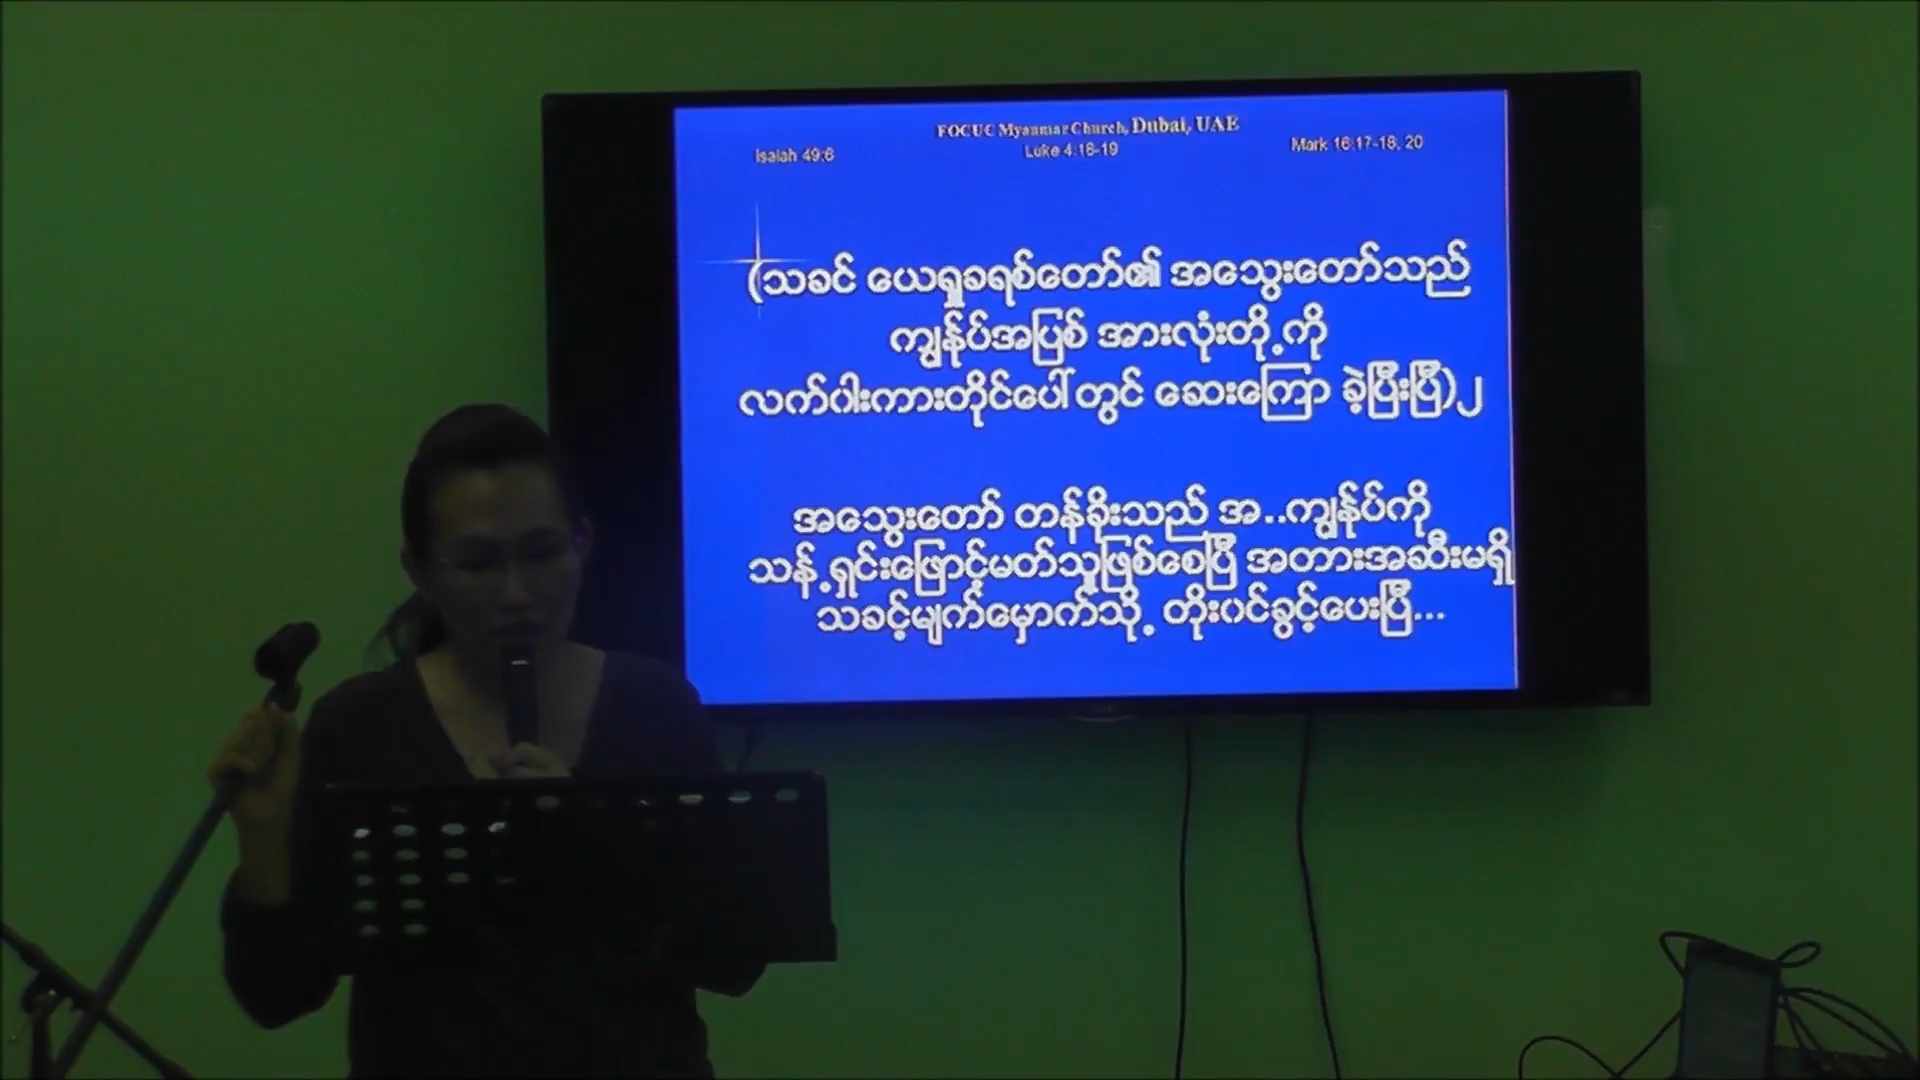 FOCUC Myanmar Church, Dubai, UAE
Isaiah 49:6 Luke 4:18-19 Mark 16:17-18, 20
(သခင် ယေရှုခရစ်တော်၏ အသွေးတော်သည်
ကျွန်ုပ်အပြစ် အားလုံးတို့ကို
လက်ဝါးကားတိုင်ပေါ်တွင် ဆေးကြော ခဲ့ပြီးပြီ)၂
အသွေးတော် တန်ခိုးသည် အ..ကျွန်ုပ်ကို
သန့်ရှင်းဖြောင့်မတ်သူဖြစ်စေပြီ အတားအဆီးမရှိ
သခင့်မျက်မှောက်သို့ တိုးဝင်ခွင့်ပေးပြီ...